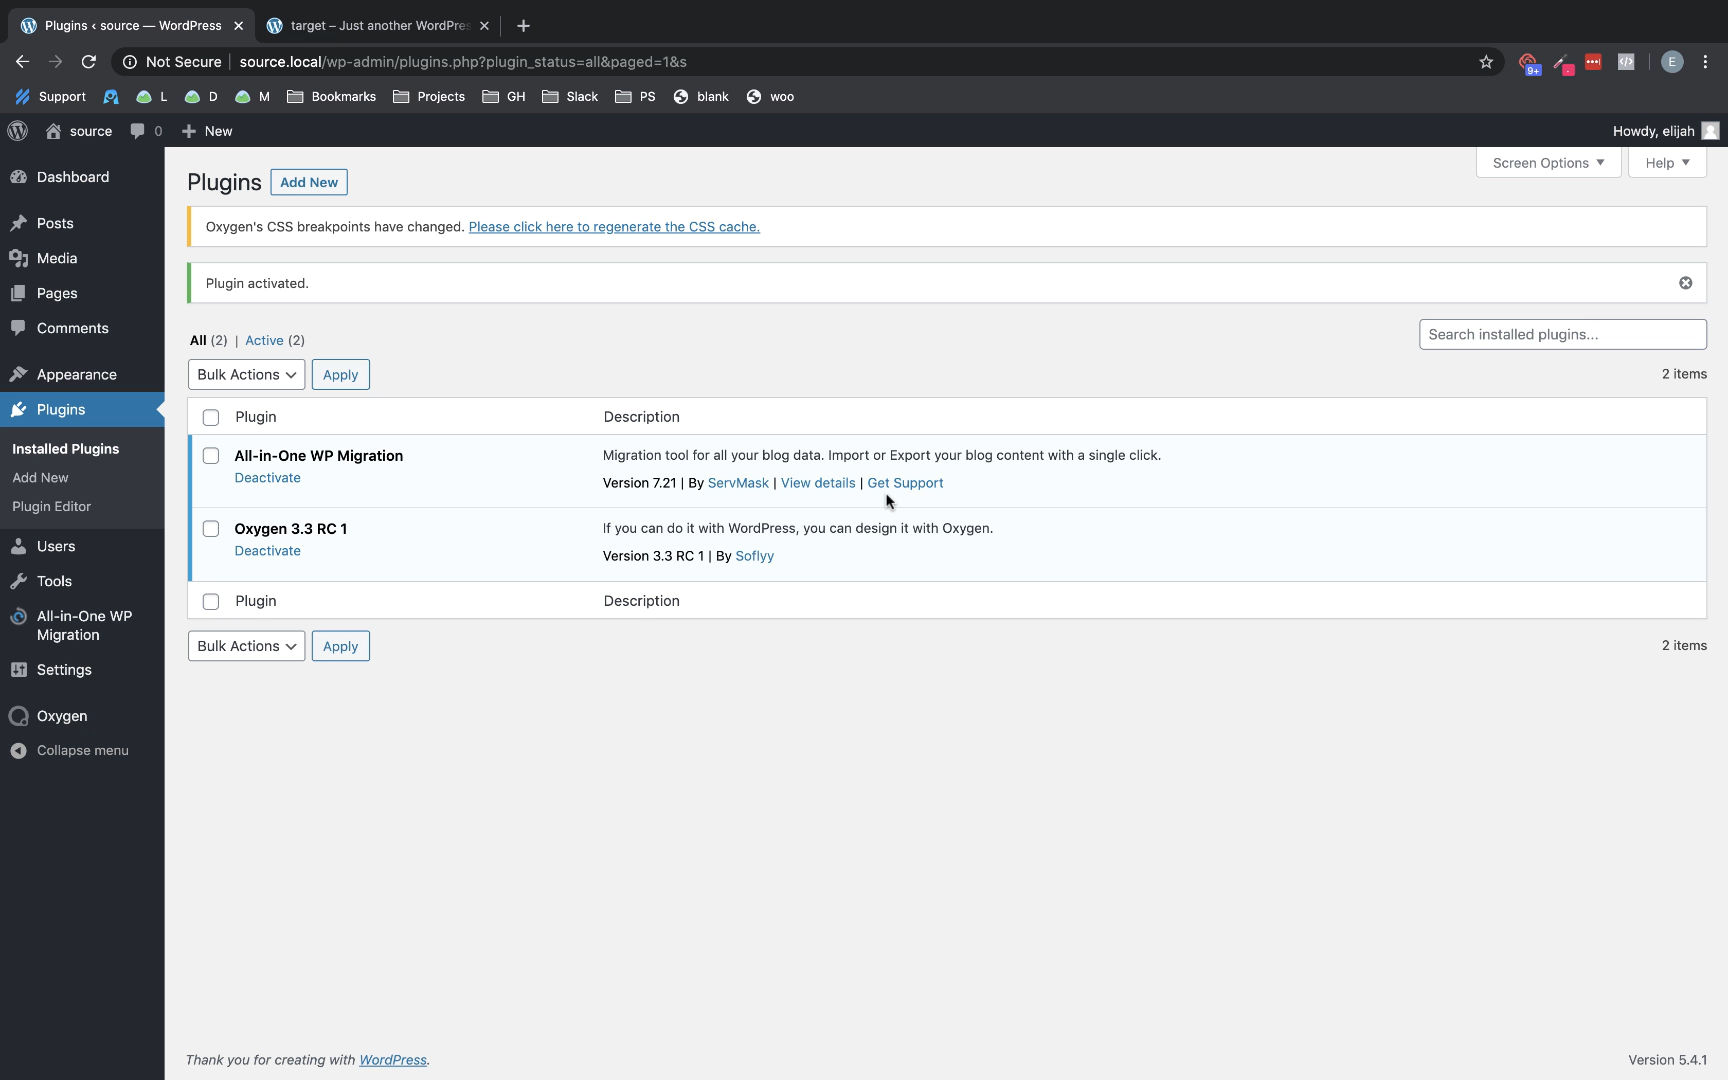 Plugins ‹ source — WordPress
target – Just another WordPres
Not Secure source.local/wp-admin/plugins.php?plugin_status=all&paged=1&s
9+
E
Support L D M Bookmarks Projects GH Slack PS blank woo
source 0 New
Howdy, elijah
Screen Options
Help
Dashboard
Posts
Media
Pages
Comments
Appearance
Plugins
Installed Plugins
Add New
Plugin Editor
Users
Tools
All-in-One WP
Migration
Settings
Oxygen
Collapse menu
Plugins Add New
Oxygen's CSS breakpoints have changed. Please click here to regenerate the CSS cache.
Plugin activated.
All (2) | Active (2)
Search installed plugins...
Bulk Actions Apply
2 items
Plugin Description
All-in-One WP Migration
Deactivate
Migration tool for all your blog data. Import or Export your blog content with a single click.
Version 7.21 | By ServMask | View details | Get Support
Oxygen 3.3 RC 1
Deactivate
If you can do it with WordPress, you can design it with Oxygen.
Version 3.3 RC 1 | By Soflyy
Plugin Description
Bulk Actions Apply
2 items
Thank you for creating with WordPress.
Version 5.4.1